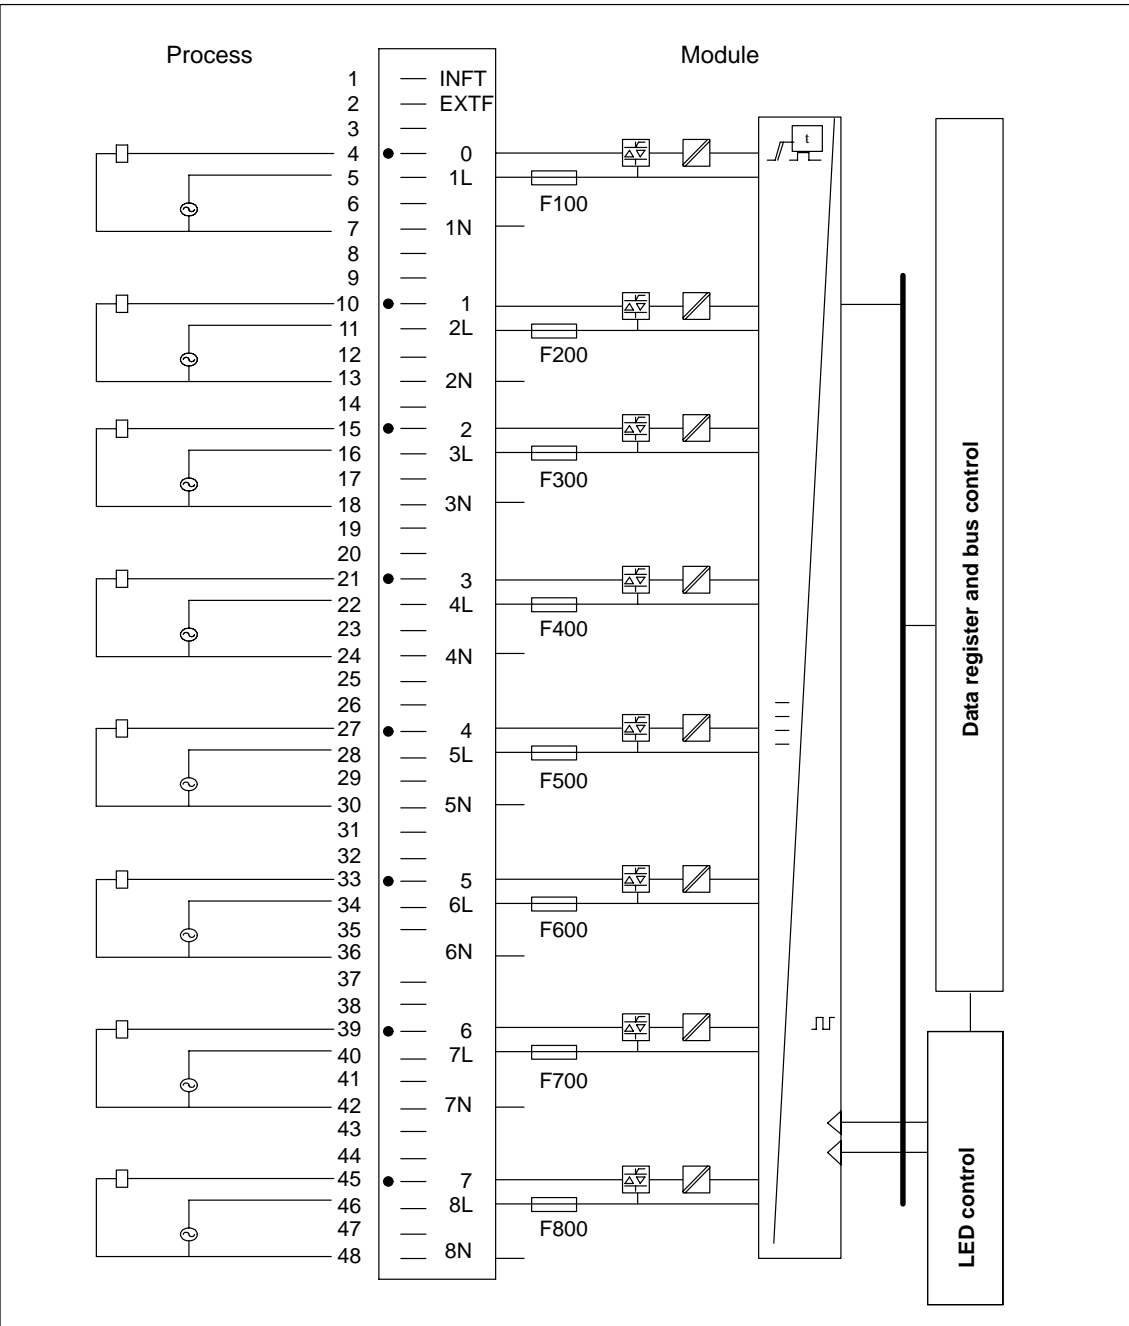 Process
Module
1 INFT
2 EXTF
3
4 0
t
5 1L
F100
6
7 1N
8
9
10 1
11 2L
F200
12
13 2N
14
15 2
16 3L
F300
17
18 3N
19
20
21 3
22 4L
F400
23
24 4N
25
26
27 4
28 5L
F500
29
30 5N
31
32
33 5
34 6L
F600
35
36 6N
37
38
39 6
40 7L
F700
41
42 7N
43
44
45 7
46 8L
F800
47
48 8N
Data register and bus control
LED control